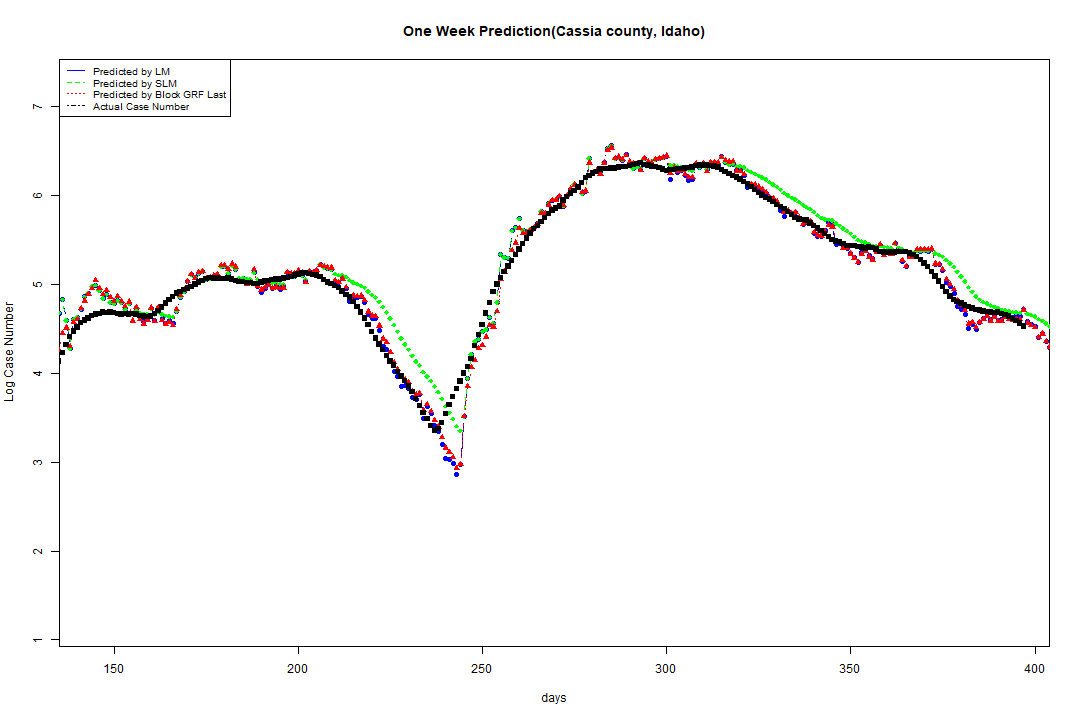 One Week Prediction(Cassia county, Idaho)
Predicted by LM
Predicted by SLM
Predicted by Block GRF Last
Actual Case Number
7
6
5
4
3
2
1
Log Case Number
150
200
250
300
350
400
days